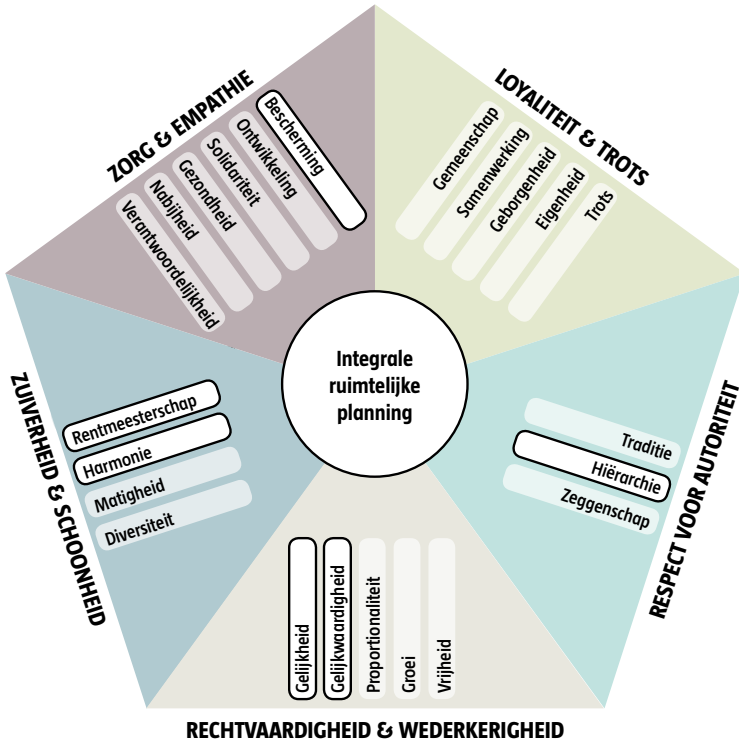 ZORG & EMPATHIE
Bescherming
Ontwikkeling
Solidariteit
Gezondheid
Nabijheid
Verantwoordelijkheid
LOYALITEIT & TROTS
Gemeenschap
Samenwerking
Geborgenheid
Eigenheid
Trots
Integrale
ruimtelijke
planning
ZUIVERHEID & SCHOONHEID
Rentmeesterschap
Harmonie
Matigheid
Diversiteit
RESPECT VOOR AUTORITEIT
Traditie
Hiërarchie
Zeggenschap
Gelijkheid
Gelijkwaardigheid
Proportionaliteit
Groei
Vrijheid
RECHTVAARDIGHEID & WEDERKERIGHEID